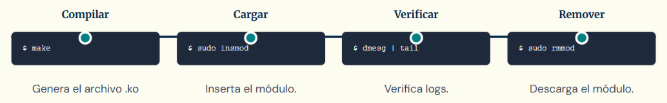 Compilar
$ make
Genera el archivo .ko
Cargar
$ sudo insmod
Inserta el módulo.
Verificar
$ dmesg | tail
Verifica logs.
Remover
$ sudo rmmod
Descarga el módulo.